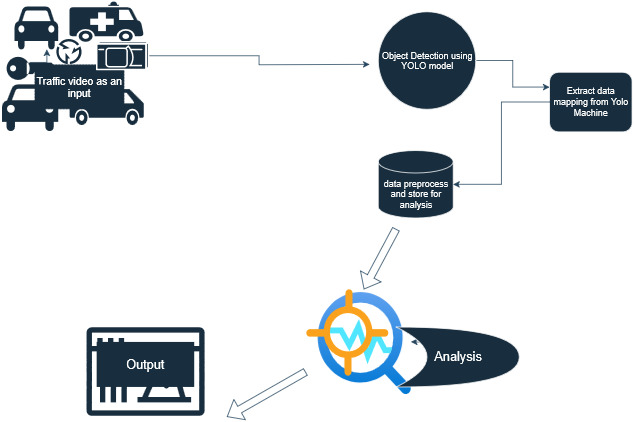 Traffic video as an
input
Object Detection using
YOLO model
Extract data
mapping from Yolo
Machine
data preprocess
and store for
analysis
Analysis
Output